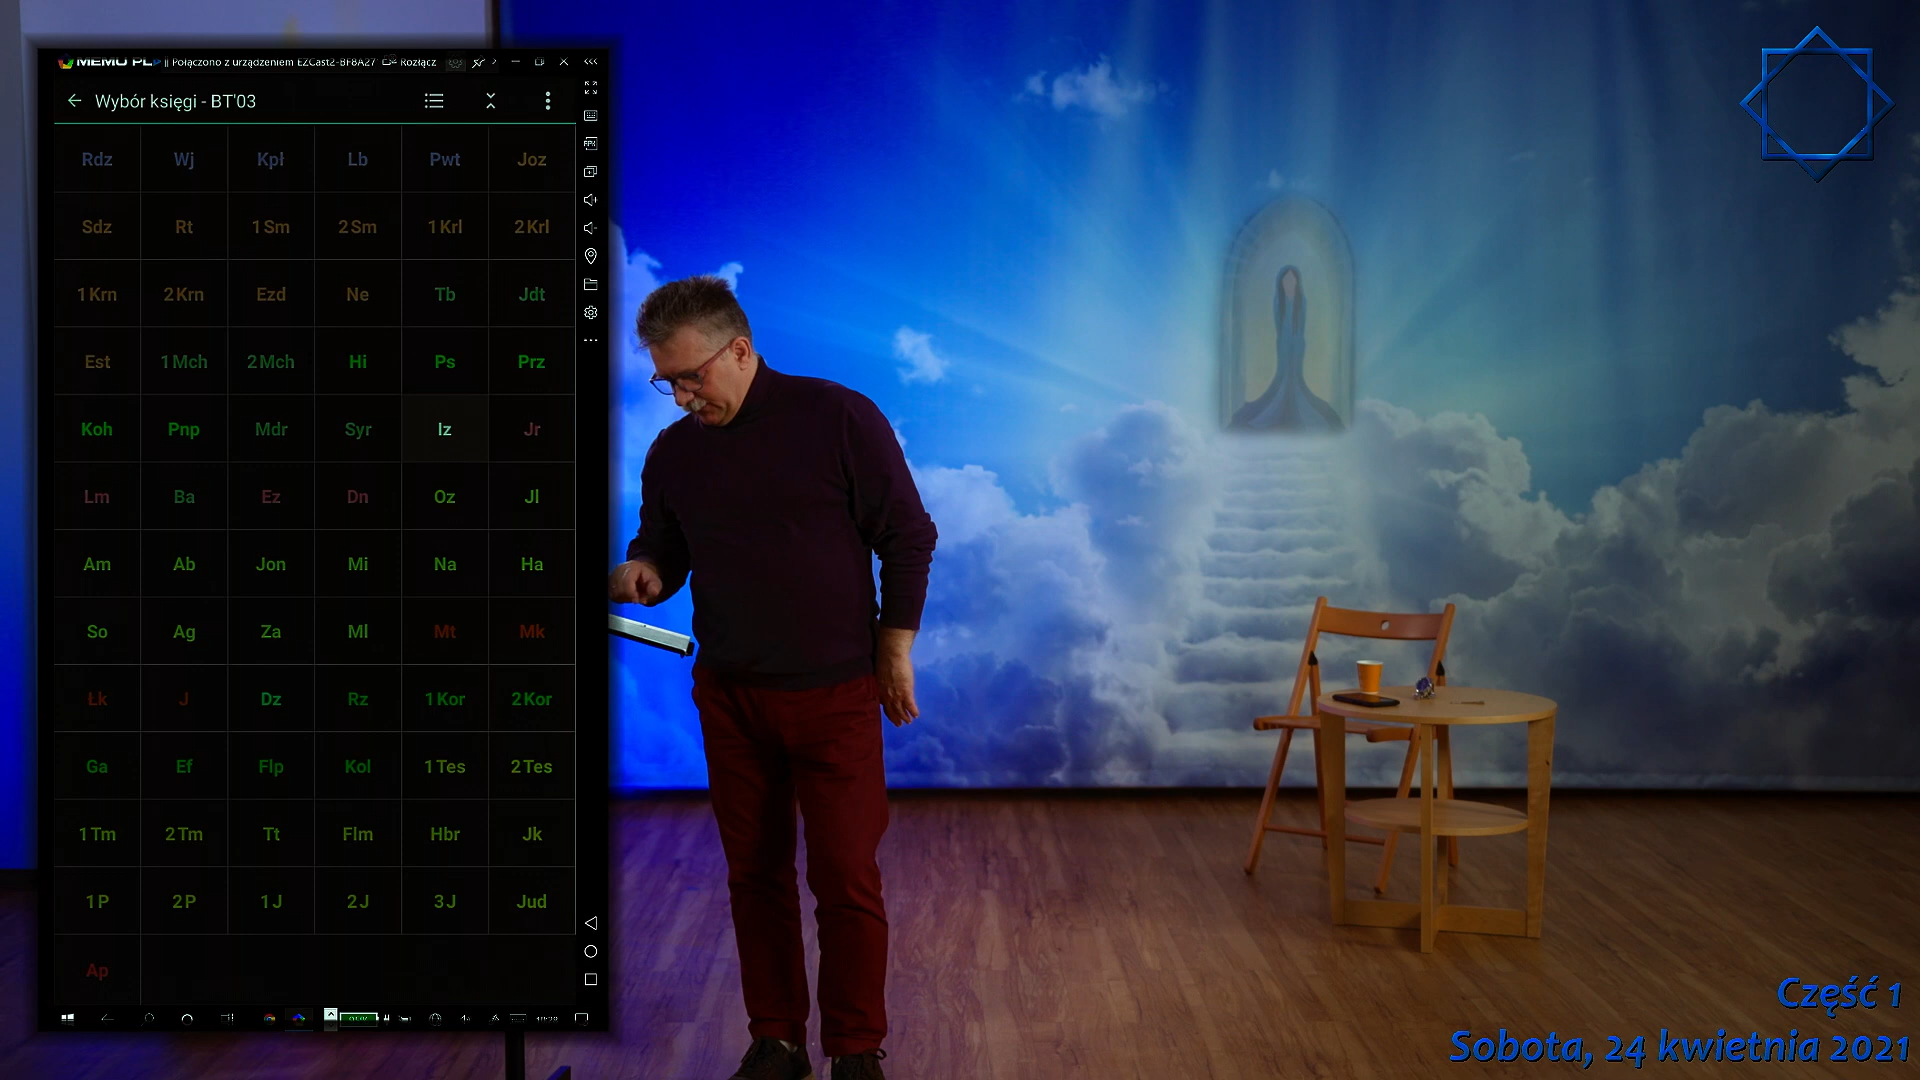 MEMU PL || Połączono z urządzeniem EZCast2-BF8A27 Rozłącz
Wybór księgi - BT'03
Rdz Wj Kpł Lb Pwt Joz
Sdz Rt 1 Sm 2 Sm 1 Krl 2 Krl
1 Krn 2 Krn Ezd Ne Tb Jdt
Est 1 Mch 2 Mch Hi Ps Prz
Koh Pnp Mdr Syr Iz Jr
Lm Ba Ez Dn Oz Jl
Am Ab Jon Mi Na Ha
So Ag Za Ml Mt Mk
Łk J Dz Rz 1 Kor 2 Kor
Ga Ef Flp Kol 1 Tes 2 Tes
1 Tm 2 Tm Tt Flm Hbr Jk
1 P 2 P 1 J 2 J 3 J Jud
Ap
Część 1
Sobota, 24 kwietnia 2021